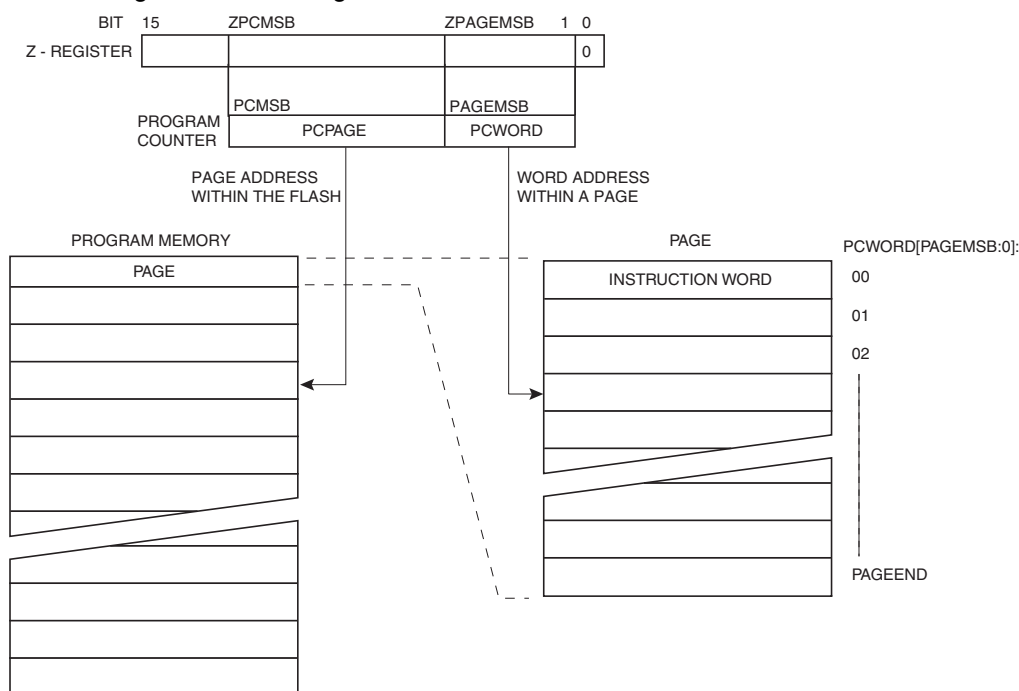 BIT 15 ZPCMSB ZPAGEMSB 1 0
Z - REGISTER 0
PCMSB PAGEMSB
PROGRAM
COUNTER
PCPAGE PCWORD
PAGE ADDRESS
WITHIN THE FLASH
WORD ADDRESS
WITHIN A PAGE
PROGRAM MEMORY
PAGE
PAGE PCWORD[PAGEMSB:0]:
INSTRUCTION WORD 00
01
02
PAGEEND